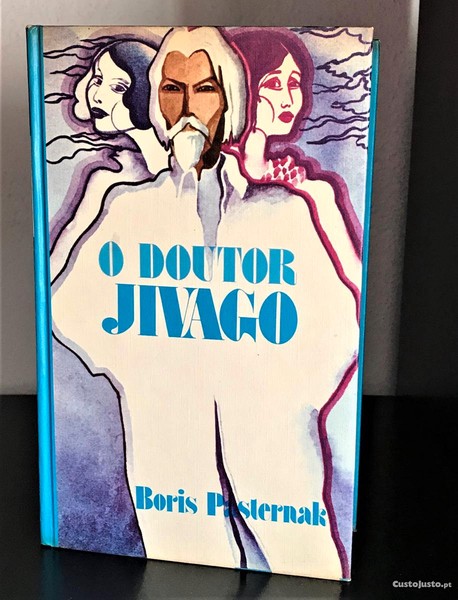 O DOUTOR
JIVAGO
Boris Pasternak
CustoJusto.pt